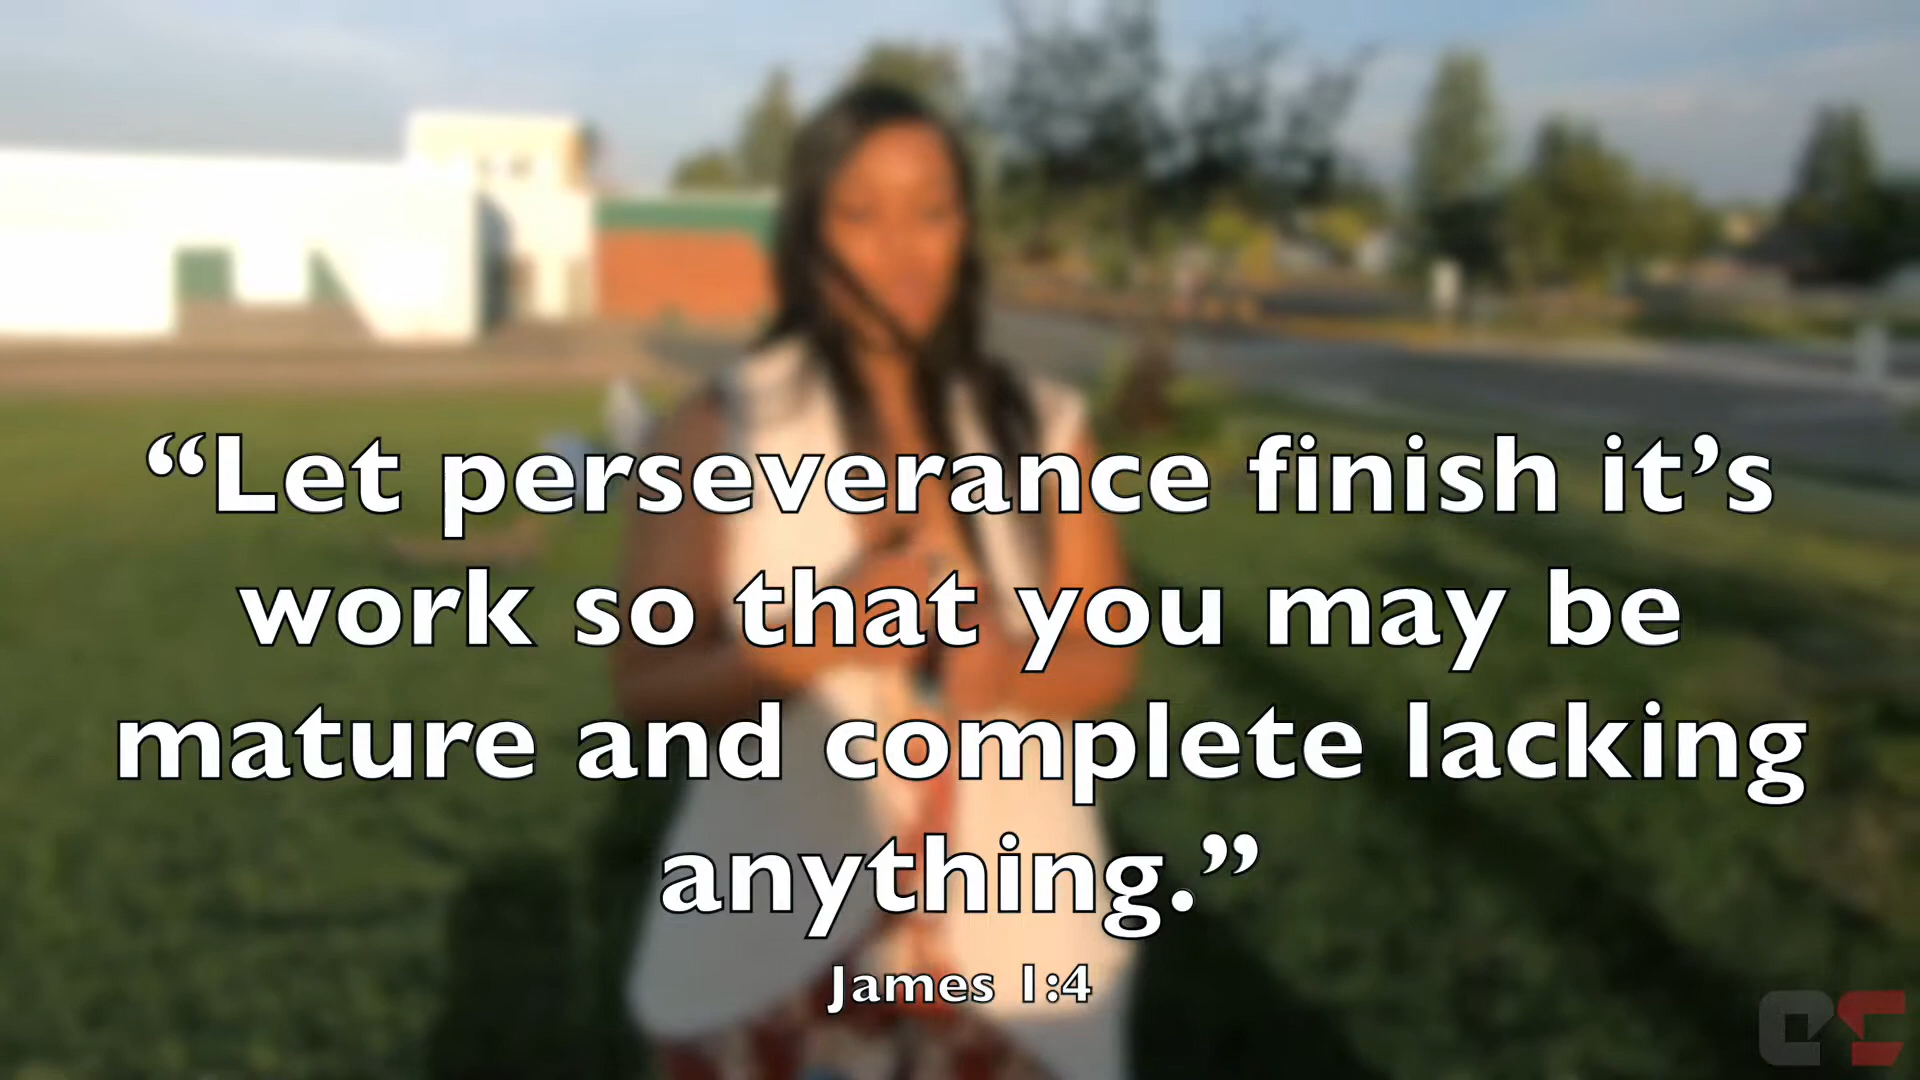 “Let perseverance finish it’s
work so that you may be
mature and complete lacking
anything.”
James 1:4